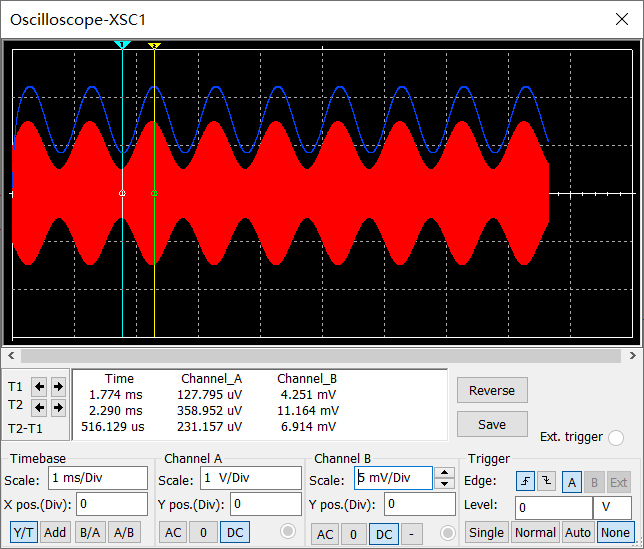 Oscilloscope-XSC1
1 2
T1
T2
T2-T1
Time Channel_A Channel_B
1.774 ms 127.795 uV 4.251 mV
2.290 ms 358.952 uV 11.164 mV
516.129 us 231.157 uV 6.914 mV
Reverse
Save
Ext. trigger
Timebase
Scale: 1 ms/Div
X pos.(Div): 0
Y/T Add B/A A/B
Channel A
Scale: 1 V/Div
Y pos.(Div): 0
AC 0 DC
Channel B
Scale: 5 mV/Div
Y pos.(Div): 0
AC 0 DC -
Trigger
Edge: A B Ext
Level: 0 V
Single Normal Auto None